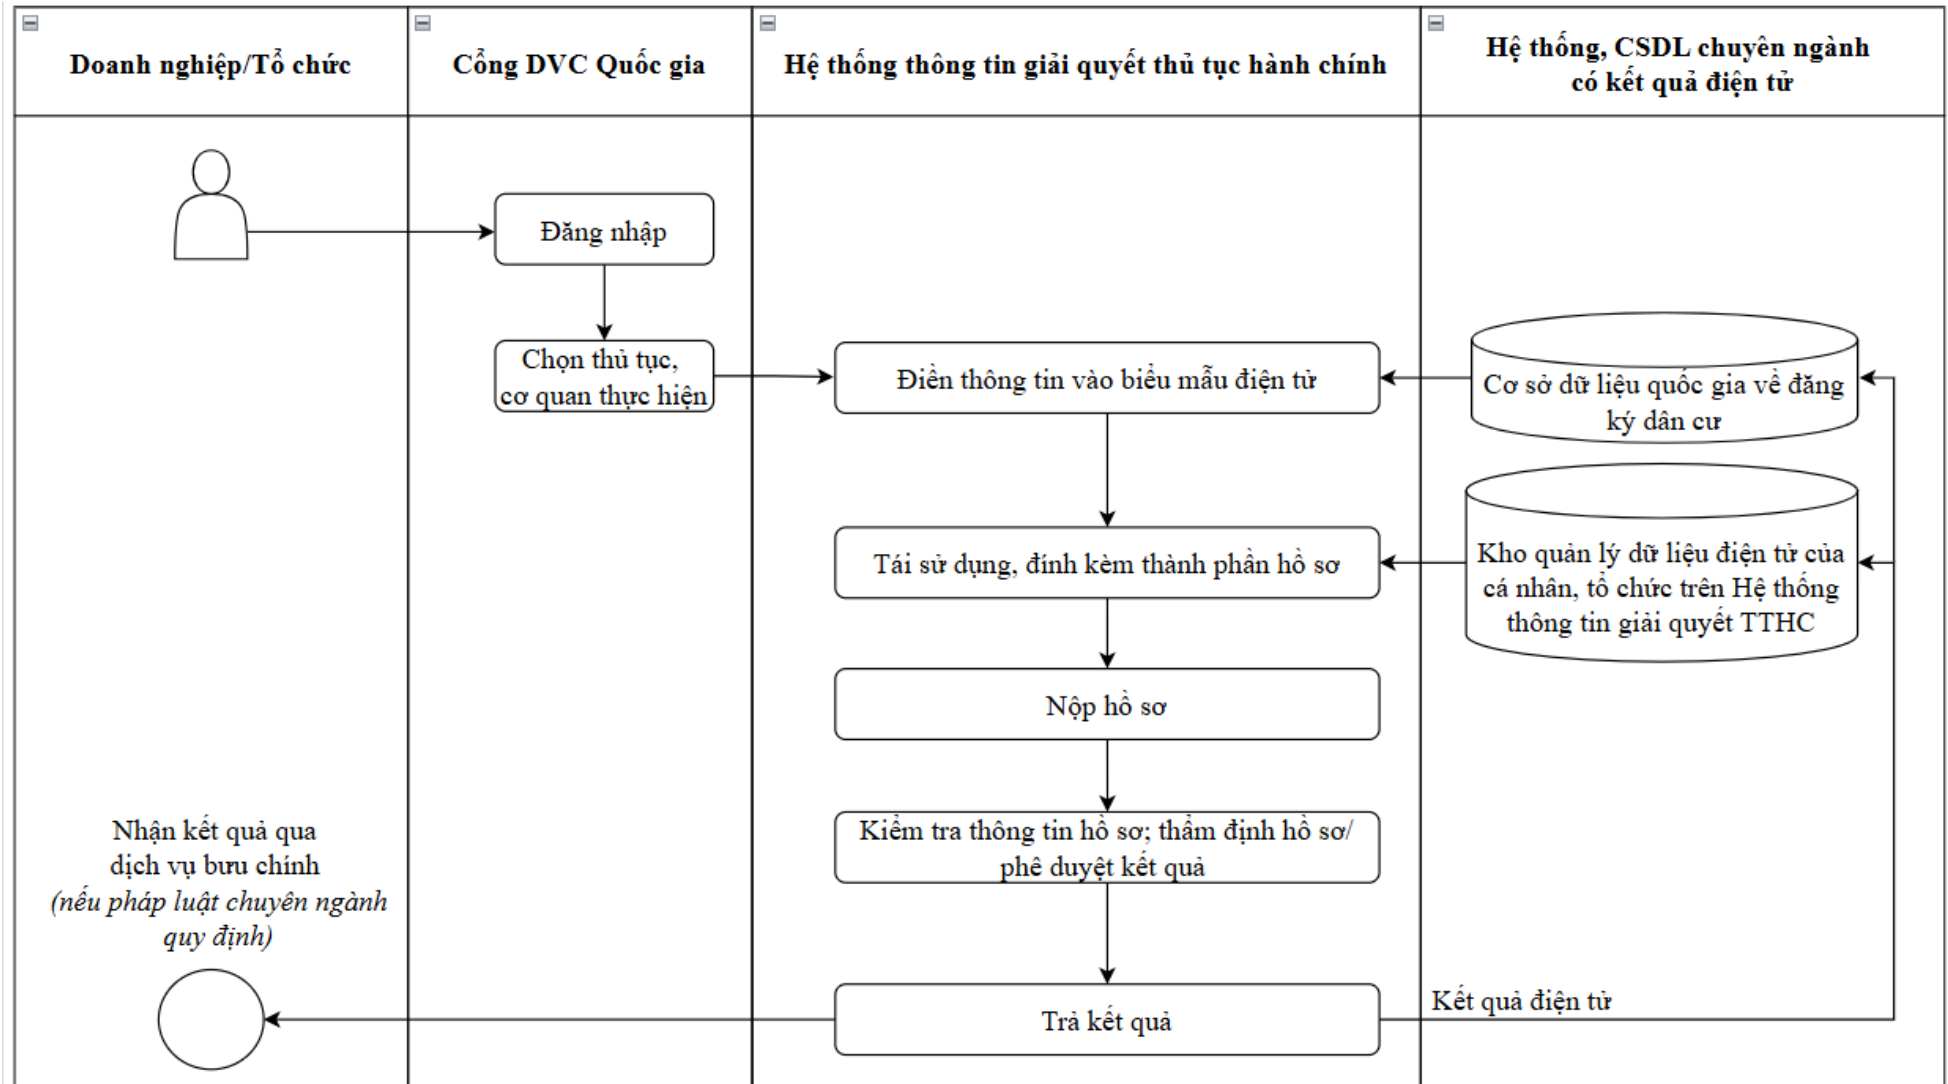 Doanh nghiệp/Tổ chức
Cổng DVC Quốc gia
Hệ thống thông tin giải quyết thủ tục hành chính
Hệ thống, CSDL chuyên ngành
có kết quả điện tử
Đăng nhập
Chọn thủ tục,
cơ quan thực hiện
Điền thông tin vào biểu mẫu điện tử
Cơ sở dữ liệu quốc gia về đăng
ký dân cư
Tái sử dụng, đính kèm thành phần hồ sơ
Kho quản lý dữ liệu điện tử của
cá nhân, tổ chức trên Hệ thống
thông tin giải quyết TTHC
Nộp hồ sơ
Kiểm tra thông tin hồ sơ; thẩm định hồ sơ/
phê duyệt kết quả
Nhận kết quả qua
dịch vụ bưu chính
(nếu pháp luật chuyên ngành
quy định)
Trả kết quả
Kết quả điện tử